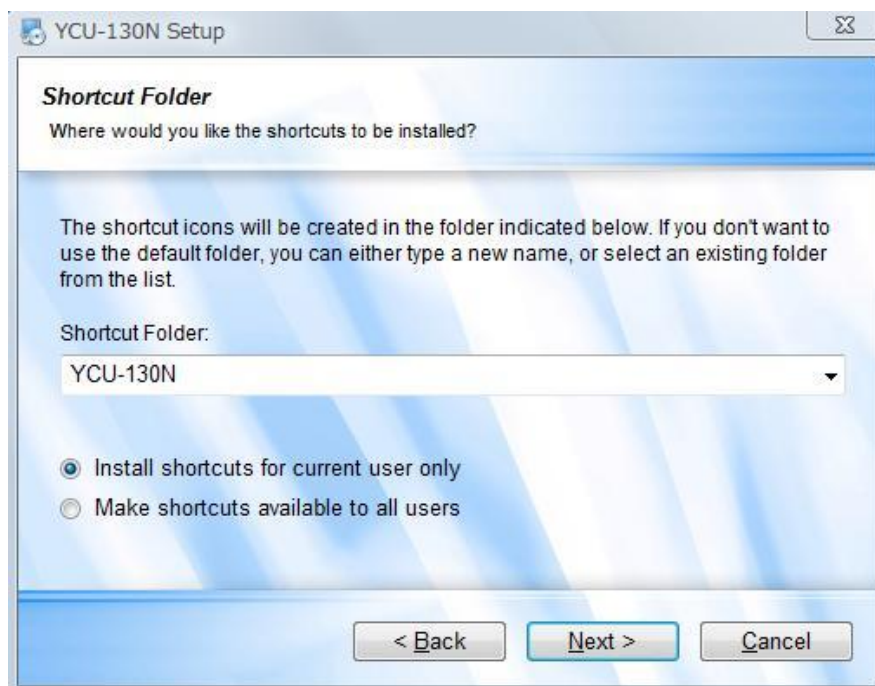 YCU-130N Setup
Shortcut Folder
Where would you like the shortcuts to be installed?
The shortcut icons will be created in the folder indicated below. If you don't want to
use the default folder, you can either type a new name, or select an existing folder
from the list.
Shortcut Folder:
YCU-130N
Install shortcuts for current user only
Make shortcuts available to all users
< Back
Next >
Cancel